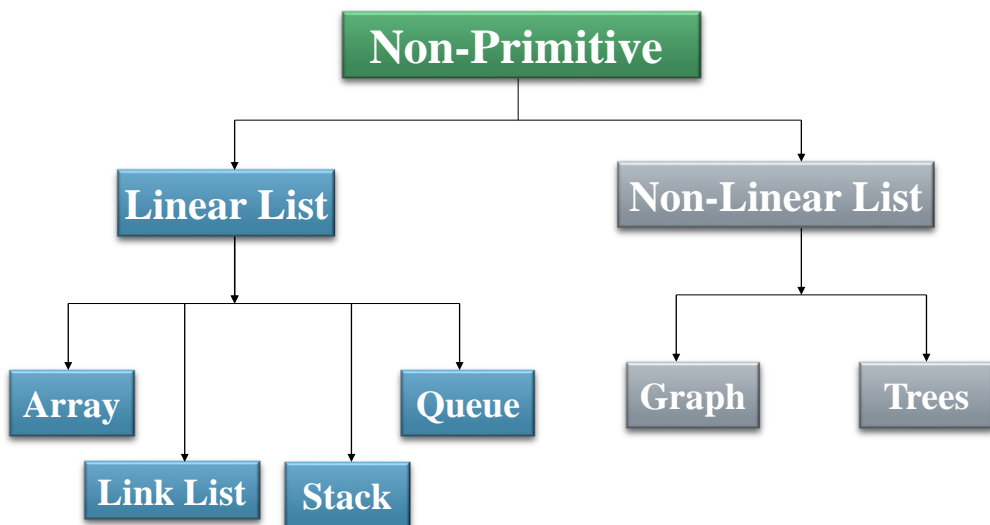 Non-Primitive
Linear List
Non-Linear List
Array
Queue
Graph
Trees
Link List
Stack